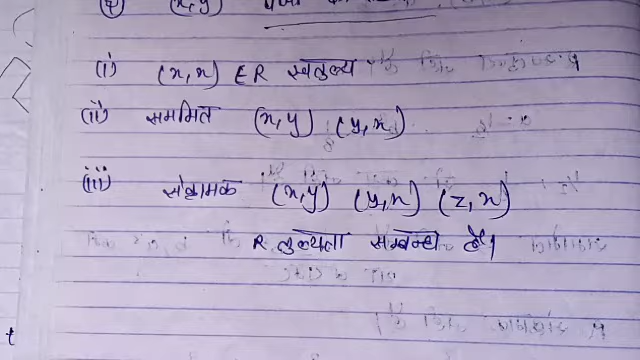 (x,y)
(i) (x,x) ∈R स्वतुल्य
(ii) सममित (x,y) (y,x)
(iii) संक्रामक (x,y) (y,x) (z,x)
R तुल्यता सम्बन्ध है।